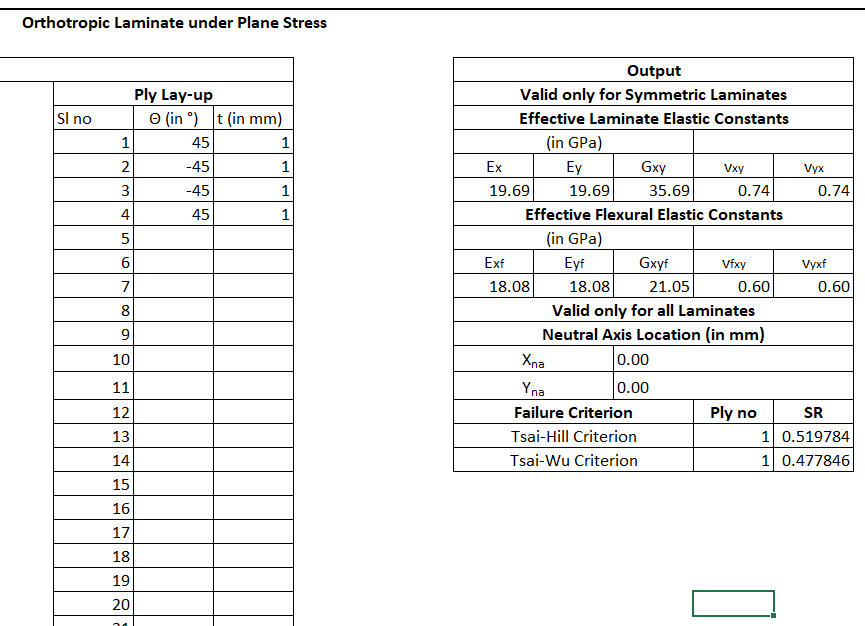 Orthotropic Laminate under Plane Stress
Ply Lay-up
Sl no Θ (in °) t (in mm)
1 45 1
2 -45 1
3 -45 1
4 45 1
5
6
7
8
9
10
11
12
13
14
15
16
17
18
19
20
Output
Valid only for Symmetric Laminates
Effective Laminate Elastic Constants
(in GPa)
Ex Ey Gxy νxy νyx
19.69 19.69 35.69 0.74 0.74
Effective Flexural Elastic Constants
(in GPa)
Exf Eyf Gxyf νfxy νyxf
18.08 18.08 21.05 0.60 0.60
Valid only for all Laminates
Neutral Axis Location (in mm)
Xna 0.00
Yna 0.00
Failure Criterion Ply no SR
Tsai-Hill Criterion 1 0.519784
Tsai-Wu Criterion 1 0.477846